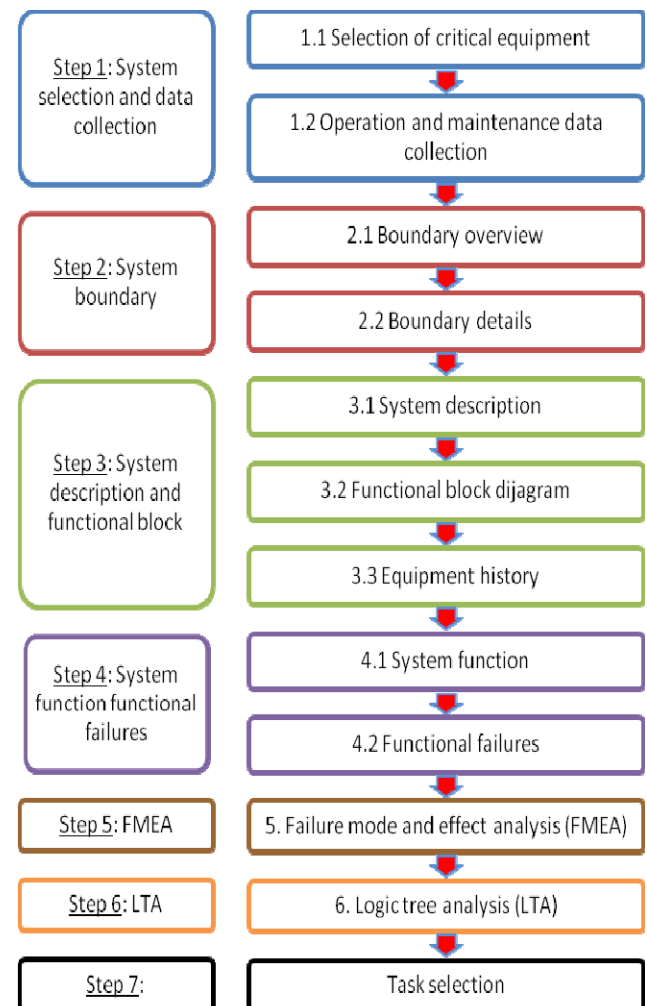 Step 1: System
selection and data
collection
1.1 Selection of critical equipment
1.2 Operation and maintenance data
collection
Step 2: System
boundary
2.1 Boundary overview
2.2 Boundary details
Step 3: System
description and
functional block
3.1 System description
3.2 Functional block dijagram
3.3 Equipment history
Step 4: System
function functional
failures
4.1 System function
4.2 Functional failures
Step 5: FMEA
5. Failure mode and effect analysis (FMEA)
Step 6: LTA
6. Logic tree analysis (LTA)
Step 7:
Task selection